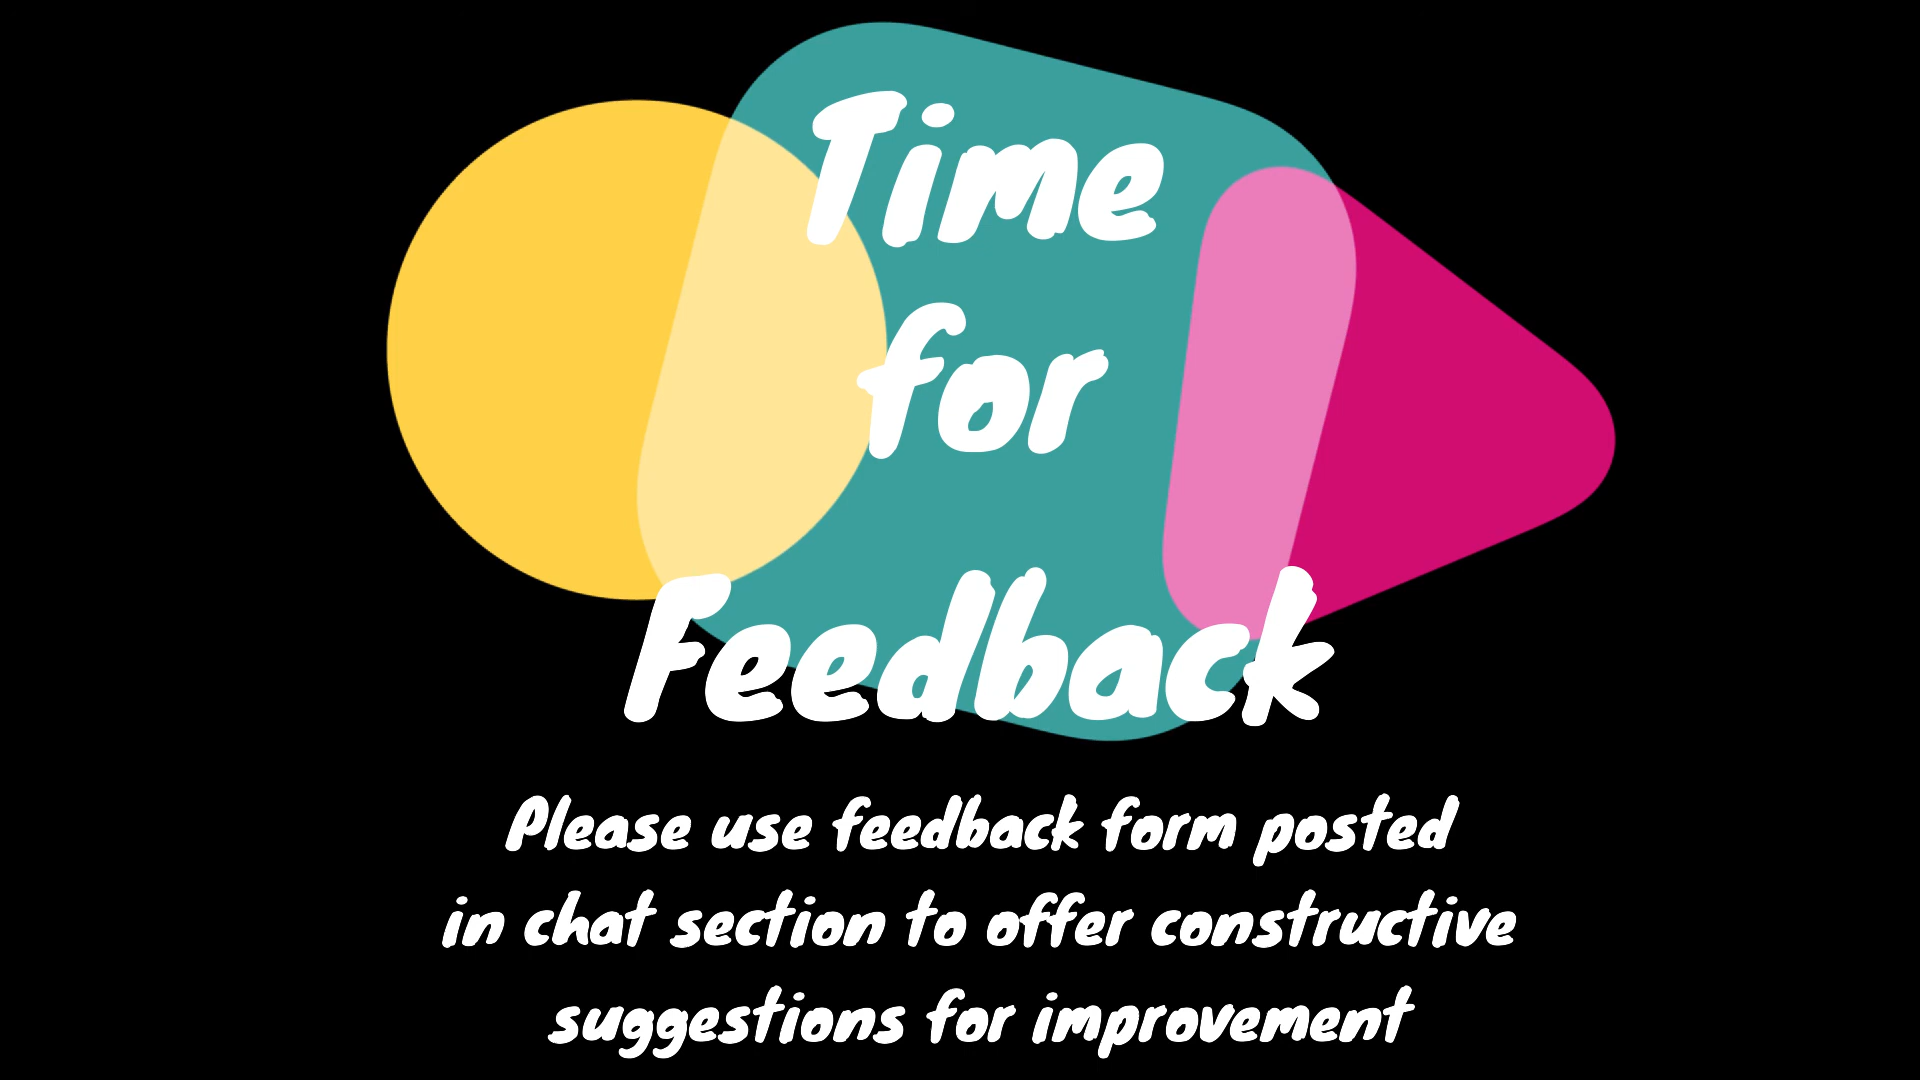 Time
for
Feedback
Please use feedback form posted
in chat section to offer constructive
suggestions for improvement